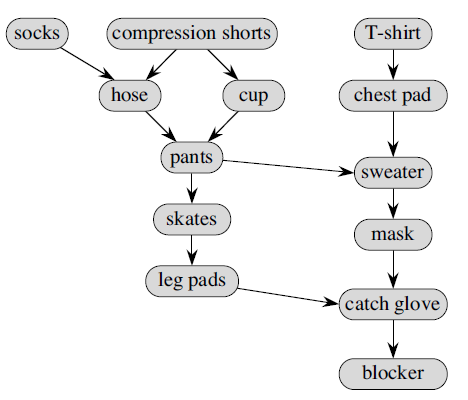 socks
compression shorts
T-shirt
hose
cup
chest pad
pants
sweater
skates
mask
leg pads
catch glove
blocker